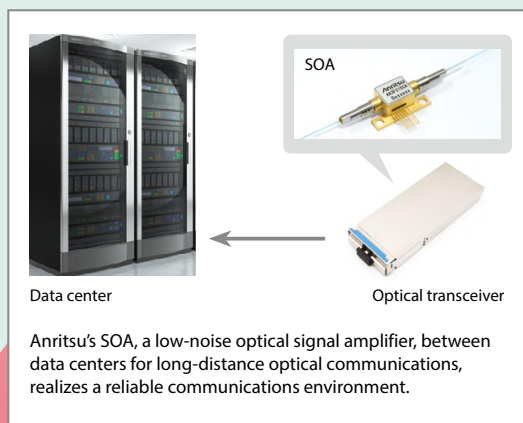 SOA
Anritsu
Data center
Optical transceiver
Anritsu's SOA, a low-noise optical signal amplifier, between
data centers for long-distance optical communications,
realizes a reliable communications environment.